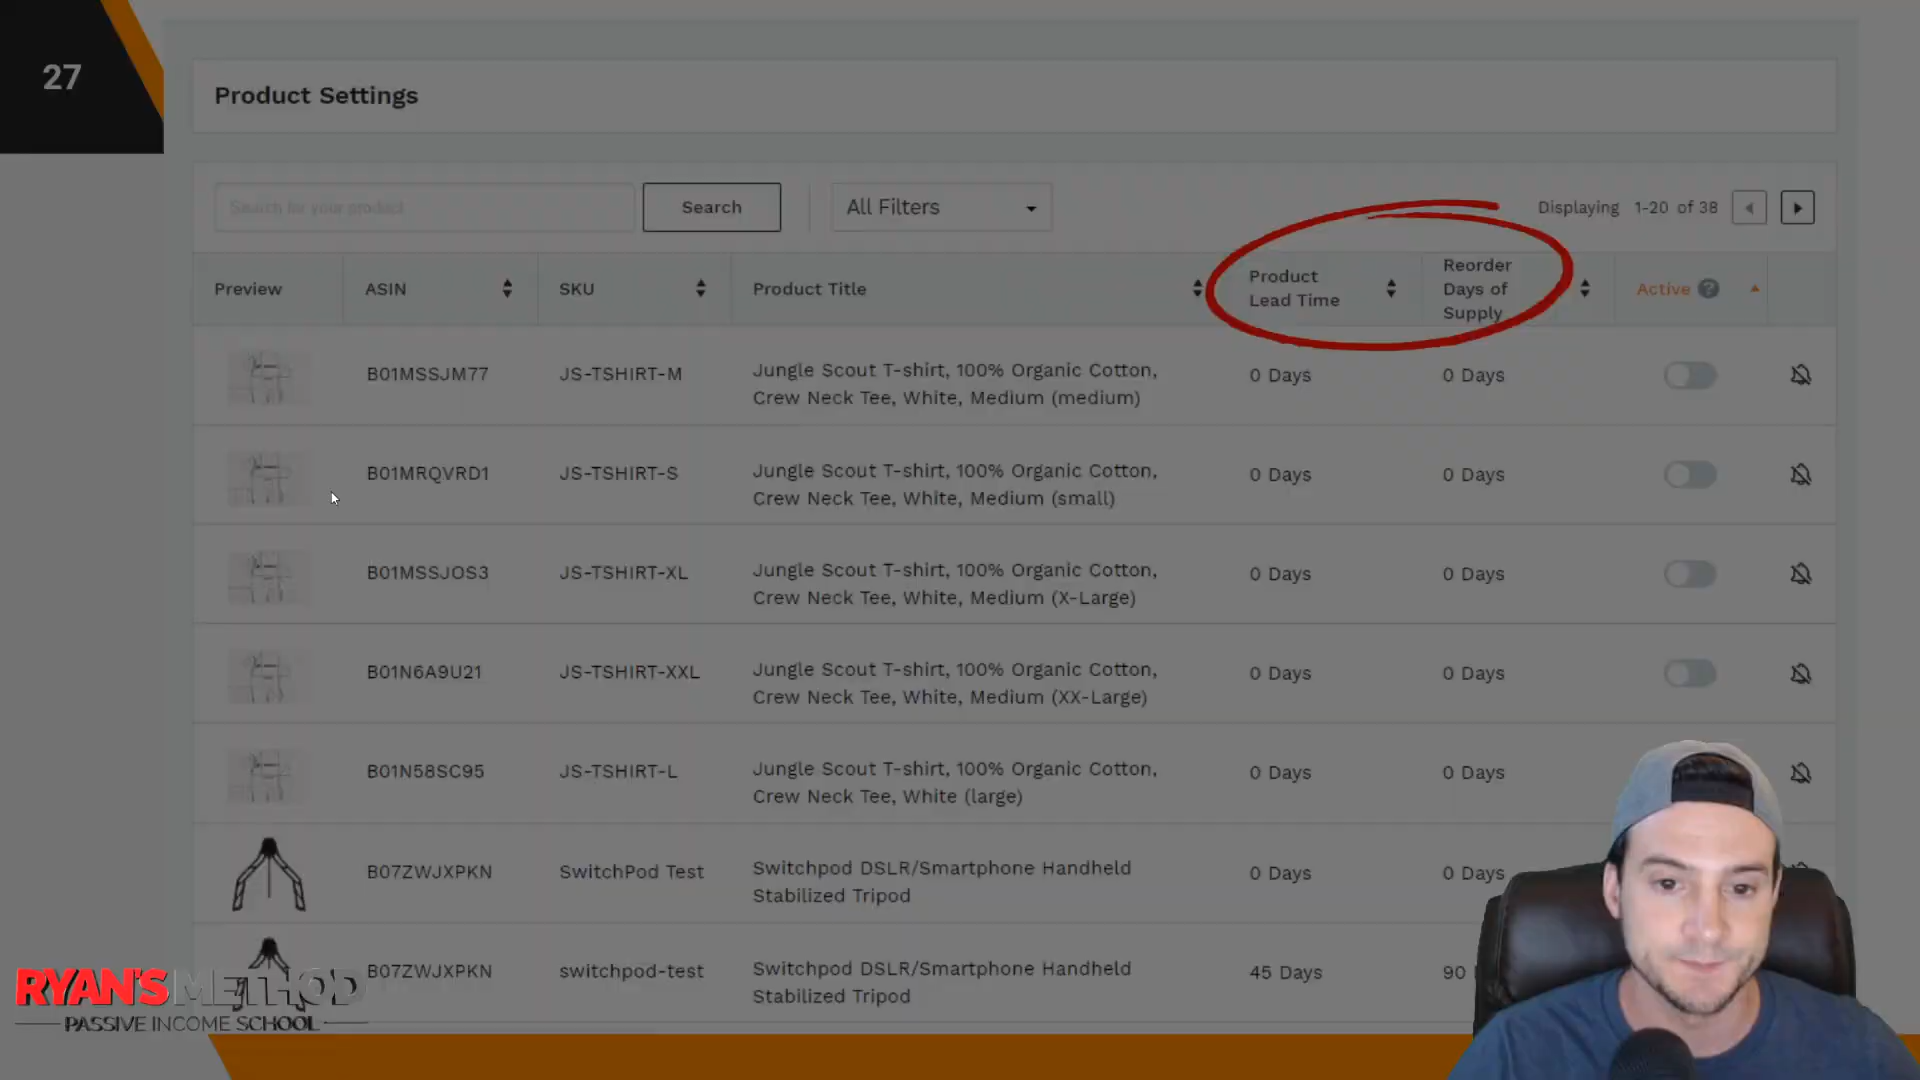 27
Product Settings
Search for your product
Search
All Filters
Displaying 1-20 of 38
Preview
ASIN
SKU
Product Title
Product
Lead Time
Reorder
Days of
Supply
Active ?
B01MSSJM77
JS-TSHIRT-M
Jungle Scout T-shirt, 100% Organic Cotton,
Crew Neck Tee, White, Medium (medium)
0 Days
0 Days
B01MRQVRD1
JS-TSHIRT-S
Jungle Scout T-shirt, 100% Organic Cotton,
Crew Neck Tee, White, Medium (small)
0 Days
0 Days
B01MSSJOS3
JS-TSHIRT-XL
Jungle Scout T-shirt, 100% Organic Cotton,
Crew Neck Tee, White, Medium (X-Large)
0 Days
0 Days
B01N6A9U21
JS-TSHIRT-XXL
Jungle Scout T-shirt, 100% Organic Cotton,
Crew Neck Tee, White, Medium (XX-Large)
0 Days
0 Days
B01N58SC95
JS-TSHIRT-L
Jungle Scout T-shirt, 100% Organic Cotton,
Crew Neck Tee, White (large)
0 Days
0 Days
B07ZWJXPKN
SwitchPod Test
Switchpod DSLR/Smartphone Handheld
Stabilized Tripod
0 Days
0 Days
B07ZWJXPKN
switchpod-test
Switchpod DSLR/Smartphone Handheld
Stabilized Tripod
45 Days
90
RYAN'S METHOD
PASSIVE INCOME SCHOOL